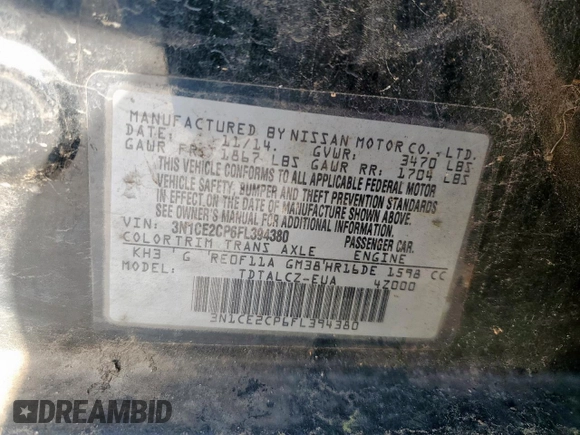 MANUFACTURED BY NISSAN MOTOR CO., LTD.
DATE: 11/14. GVWR: 3470 LBS
GAWR FR: 1867 LBS GAWR RR: 1704 LBS
THIS VEHICLE CONFORMS TO ALL APPLICABLE FEDERAL MOTOR
VEHICLE SAFETY, BUMPER AND THEFT PREVENTION STANDARDS
IN EFFECT ON THE DATE OF MANUFACTURE SHOWN ABOVE.
SEE OWNER'S MANUAL FOR ADDITIONAL INFORMATION.
VIN: 3N1CE2CP6FL394380 PASSENGER CAR.
COLOR TRIM TRANS AXLE ENGINE
KH3 G RE0F11A GM38 HR16DE 1598 CC
MODEL: TDTALCZ-EUA 4Z000
3N1CE2CP6FL394380
DREAMBID